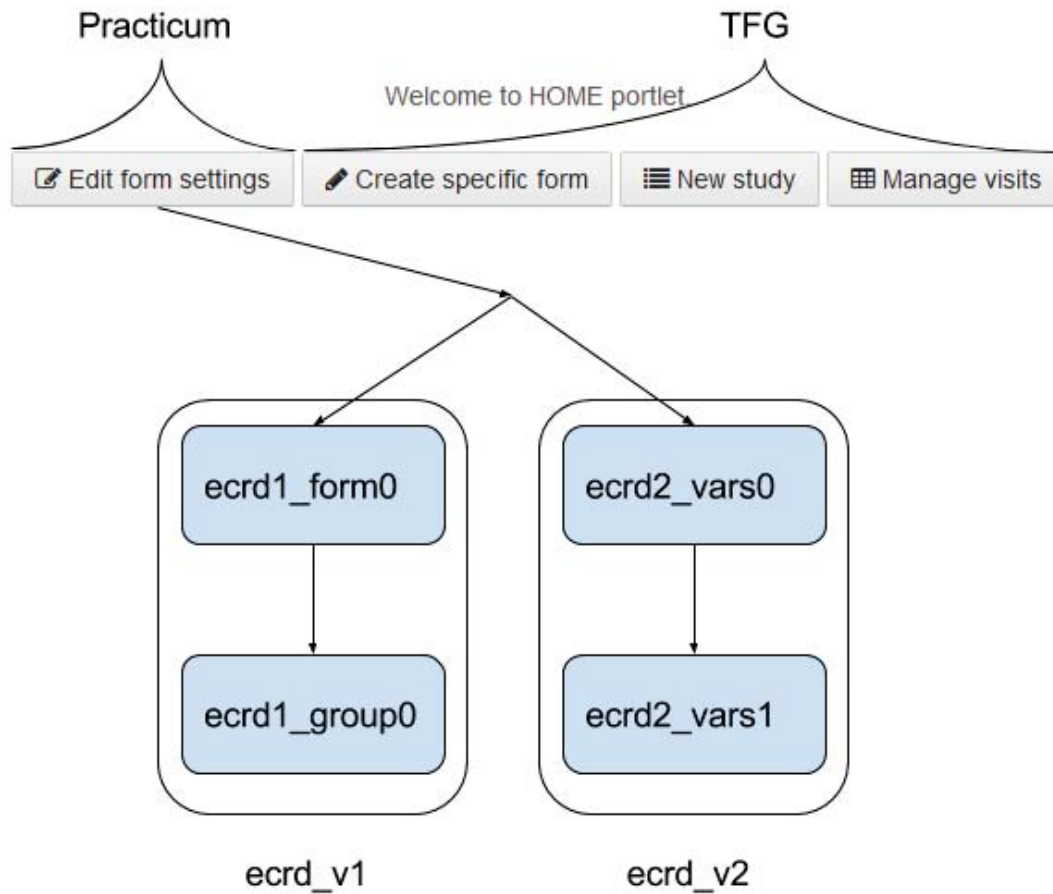 Practicum TFG
Welcome to HOME portlet
Edit form settings Create specific form New study Manage visits
ecrd1_form0 ecrd2_vars0
ecrd1_group0 ecrd2_vars1
ecrd_v1 ecrd_v2